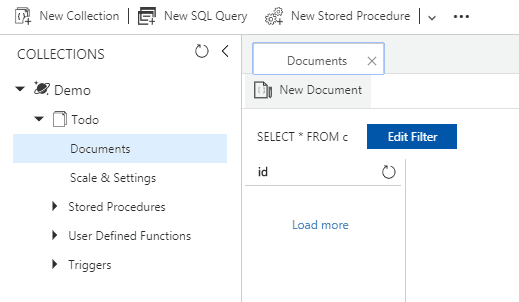 New Collection New SQL Query New Stored Procedure
COLLECTIONS
Demo
Todo
Documents
Scale & Settings
Stored Procedures
User Defined Functions
Triggers
Documents
New Document
SELECT * FROM c Edit Filter
id
Load more